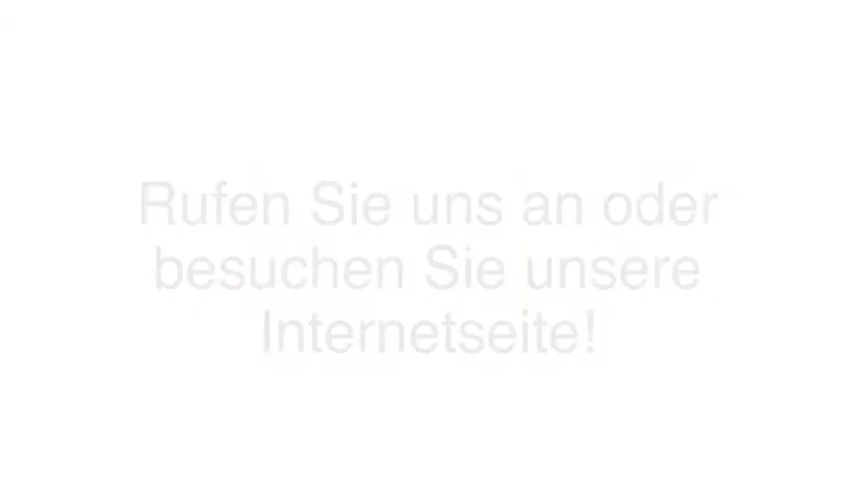 Rufen Sie uns an oder
besuchen Sie unsere
Internetseite!